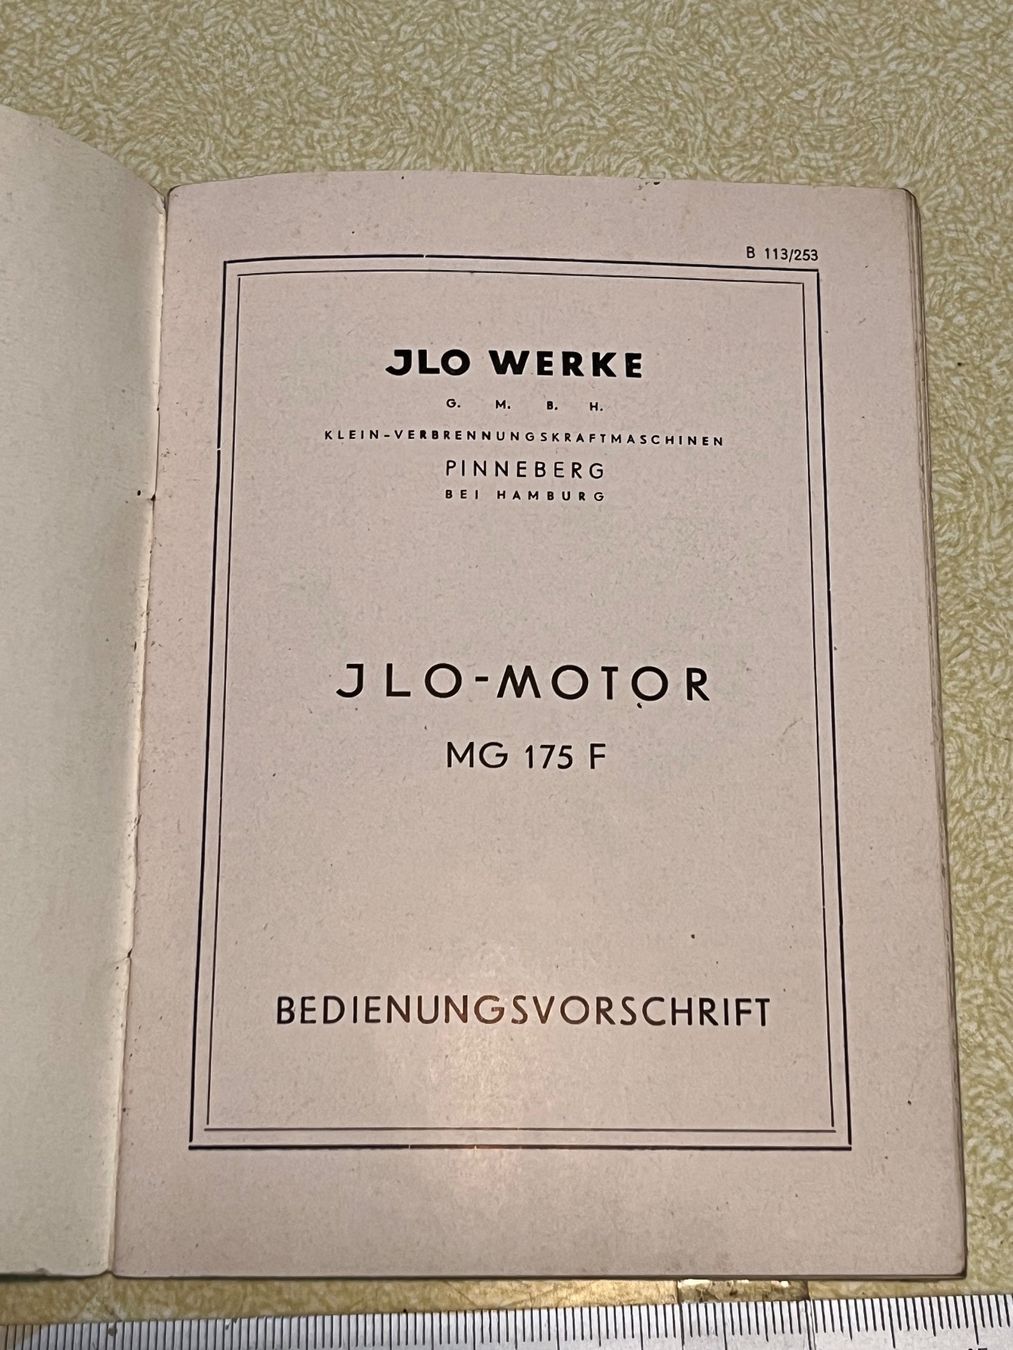 B 113/253
JLO WERKE
G. M. B. H.
KLEIN-VERBRENNUNGSKRAFTMASCHINEN
PINNEBERG
BEI HAMBURG
JLO-MOTOR
MG 175 F
BEDIENUNGSVORSCHRIFT